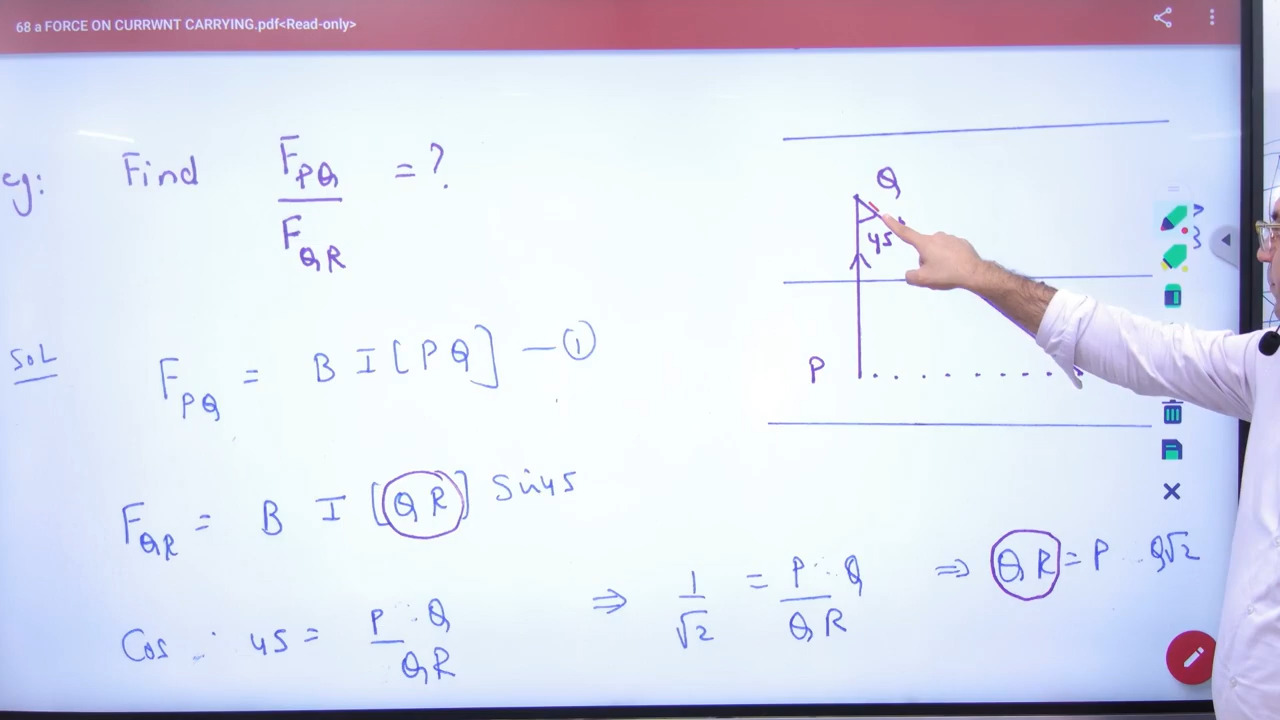 68 a FORCE ON CURRWNT CARRYING.pdf<Read-only>
eg: Find F_PQ / F_QR = ?
Q
45°
P
SOL F_PQ = B I [PQ] — ①
F_QR = B I [QR] Sin45
Cos 45 = PQ / QR ⇒ 1/√2 = PQ / QR ⇒ QR = PQ√2